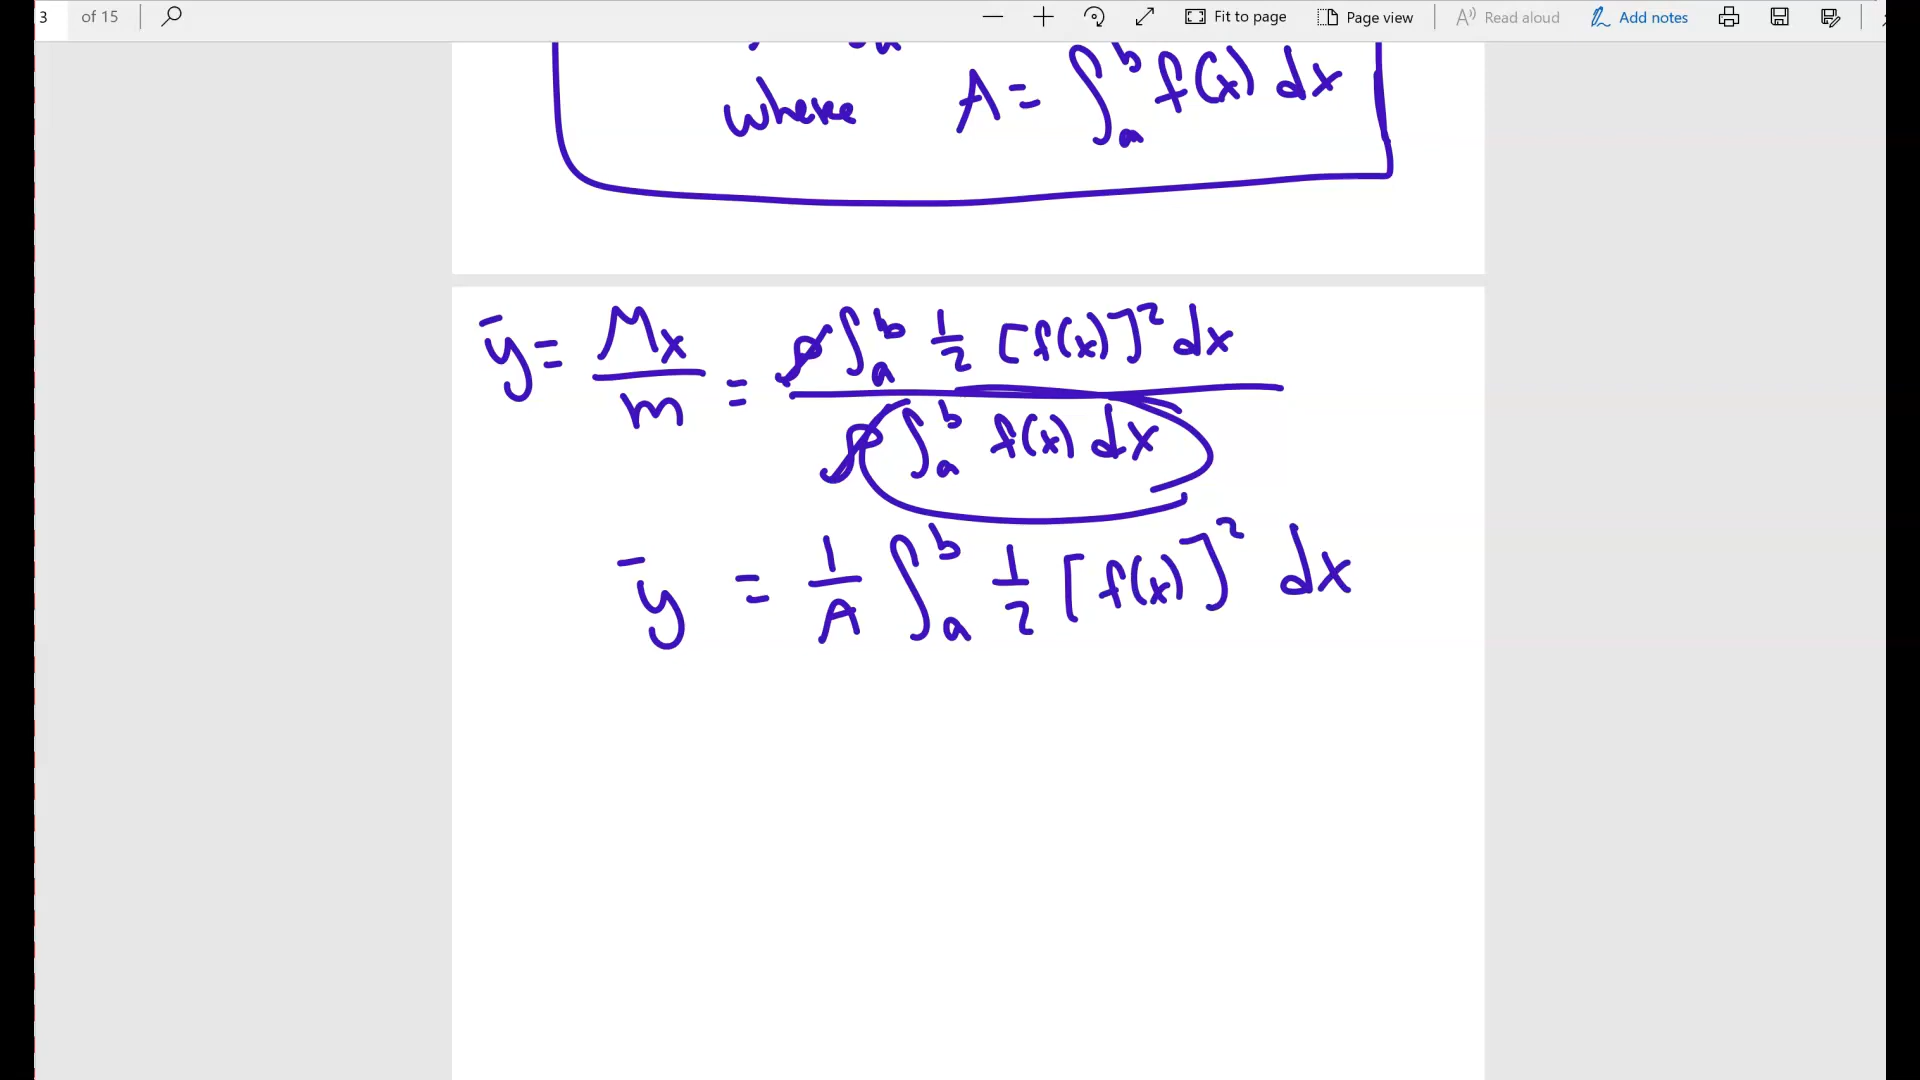 3 of 15 Fit to page Page view Read aloud Add notes
where A = ∫_a^b f(x) dx
ȳ = M_x / m = ρ ∫_a^b 1/2 [f(x)]² dx / ρ ∫_a^b f(x) dx
ȳ = 1/A ∫_a^b 1/2 [f(x)]² dx